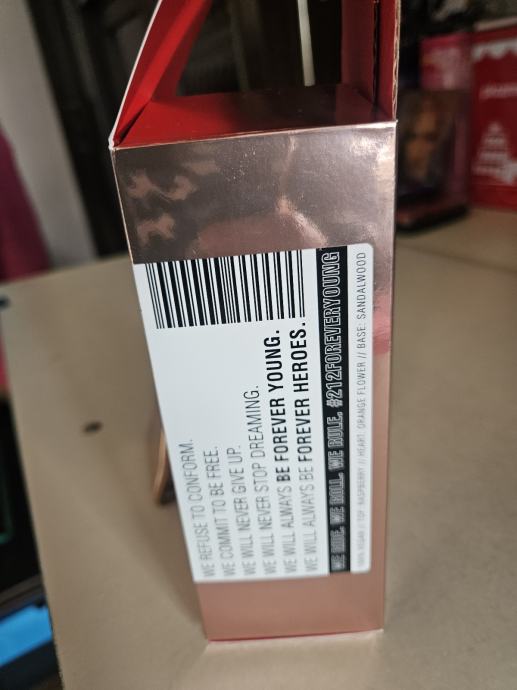 WE REFUSE TO CONFORM.
WE COMMIT TO BE FREE.
WE WILL NEVER GIVE UP.
WE WILL NEVER STOP DREAMING.
WE WILL ALWAYS BE FOREVER YOUNG.
WE WILL ALWAYS BE FOREVER HEROES.
WE RIDE. WE ROLL. WE RULE. #212FOREVERYOUNG
100% VEGAN // TOP: RASPBERRY // HEART: ORANGE FLOWER // BASE: SANDALWOOD